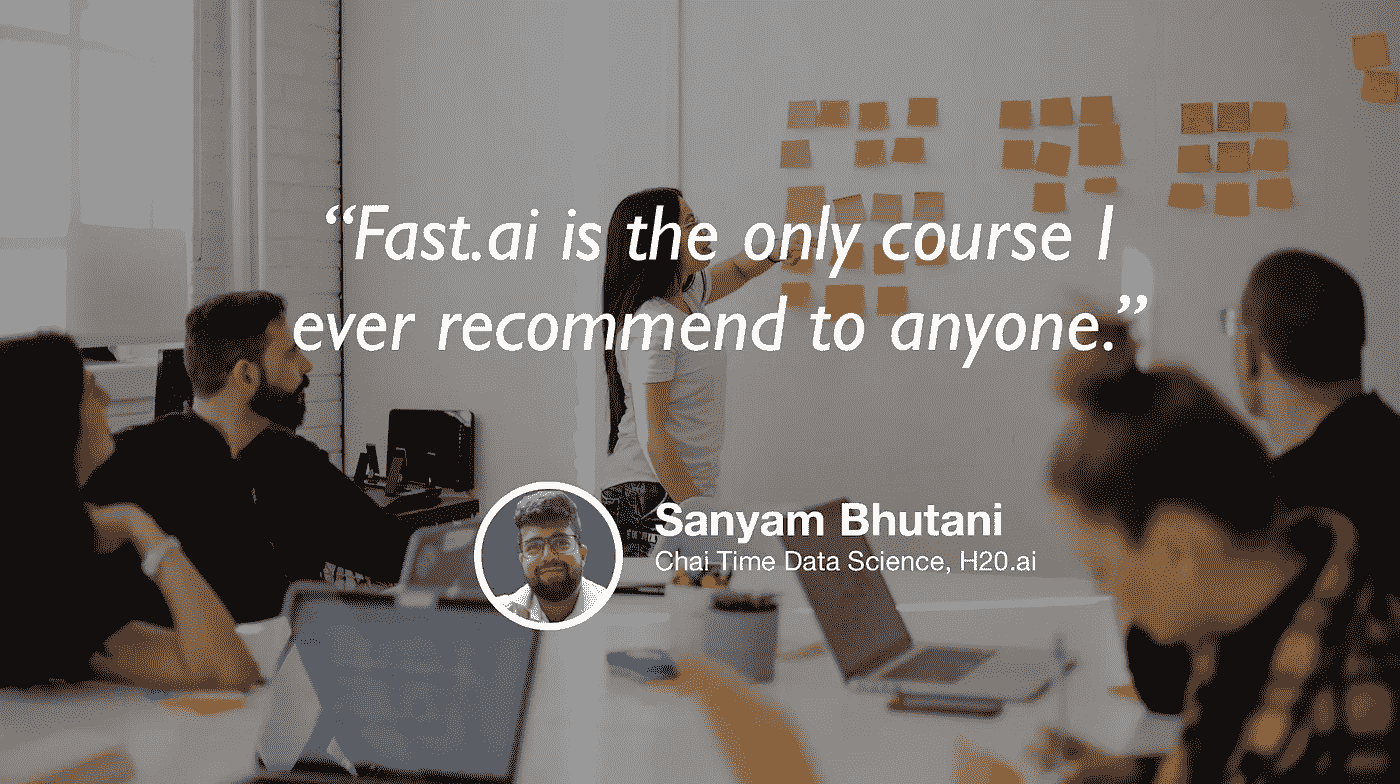 “Fast.ai is the only course I
ever recommend to anyone.”
Sanyam Bhutani
Chai Time Data Science, H20.ai